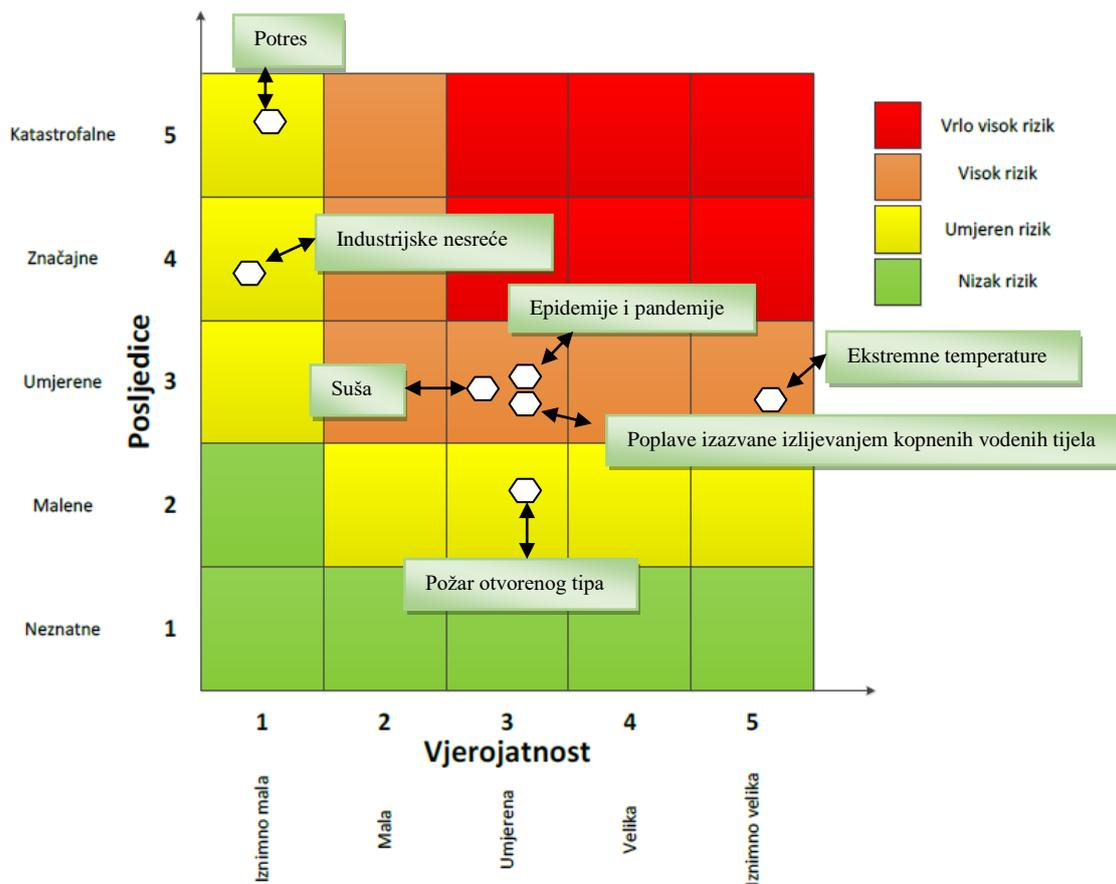 Potres
Katastrofalne 5
Vrlo visok rizik
Visok rizik
Umjeren rizik
Nizak rizik
Značajne 4
Industrijske nesreće
Epidemije i pandemije
Posljedice
Umjerene 3
Suša
Ekstremne temperature
Poplave izazvane izlijevanjem kopnenih vodenih tijela
Malene 2
Požar otvorenog tipa
Neznatne 1
1 2 3 4 5
Vjerojatnost
Iznimno mala
Mala
Umjerena
Velika
Iznimno velika